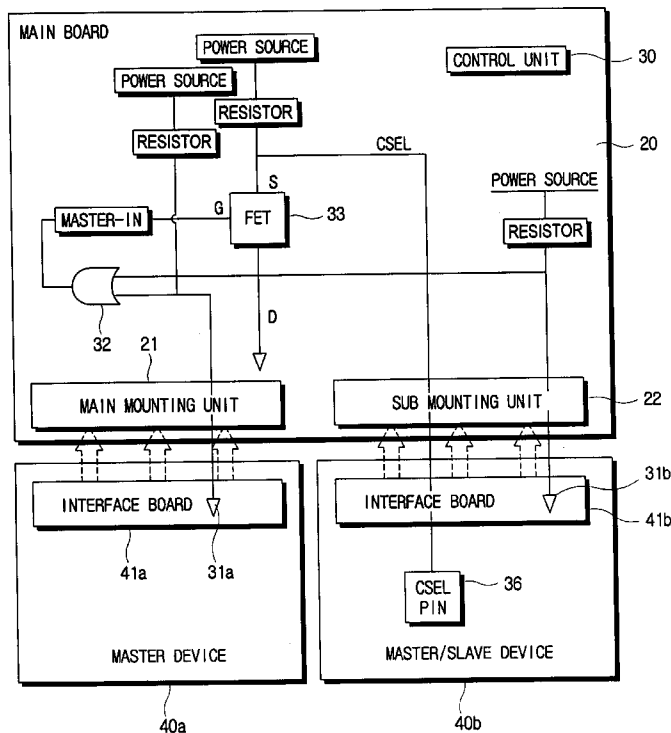 MAIN BOARD
POWER SOURCE
POWER SOURCE
CONTROL UNIT
30
RESISTOR
RESISTOR
CSEL
20
S
POWER SOURCE
MASTER-IN
G
FET
33
RESISTOR
32
D
21
MAIN MOUNTING UNIT
SUB MOUNTING UNIT
22
INTERFACE BOARD
INTERFACE BOARD
31b
41b
41a
31a
CSEL
PIN
36
MASTER DEVICE
MASTER/SLAVE DEVICE
40a
40b